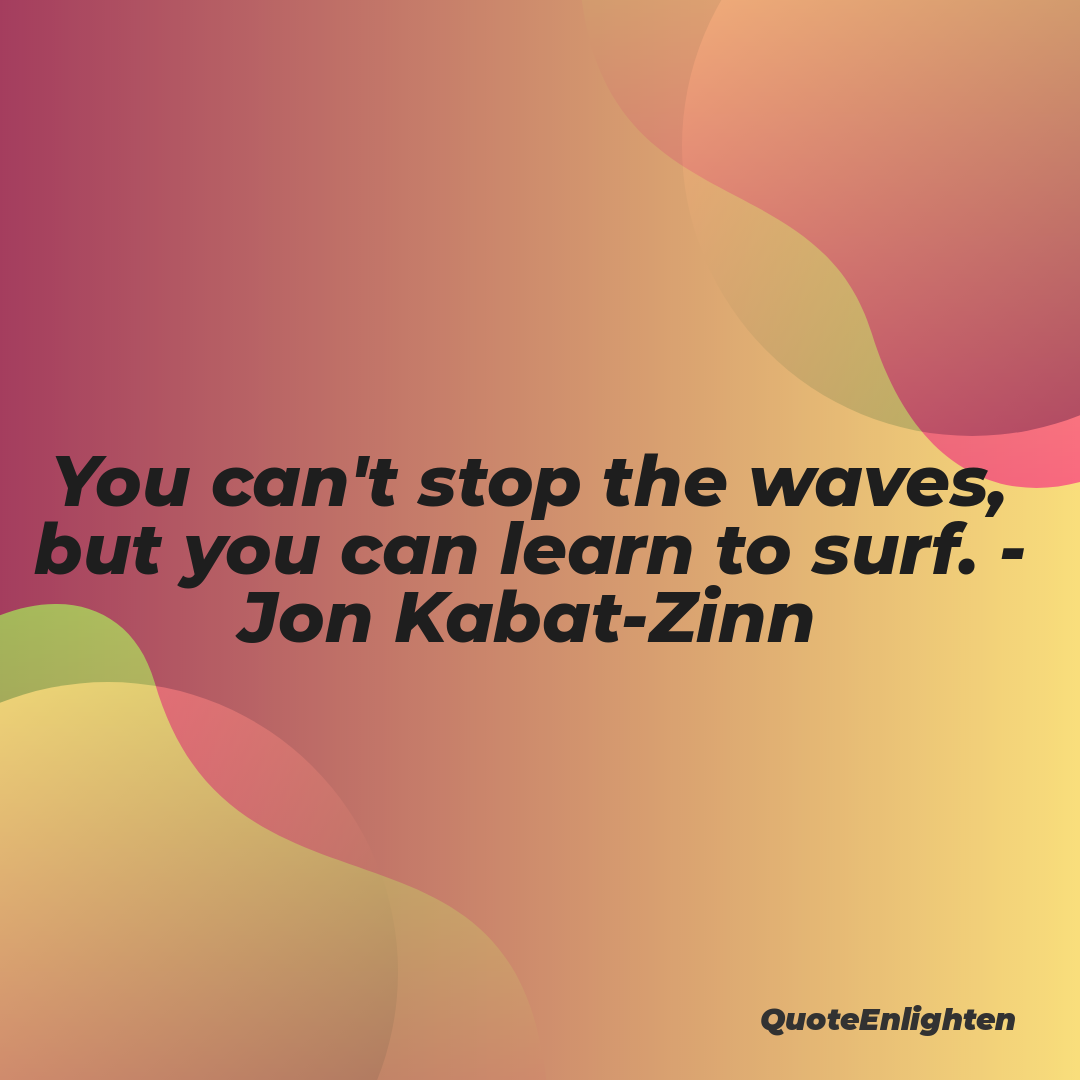 You can't stop the waves,
but you can learn to surf. -
Jon Kabat-Zinn
QuoteEnlighten